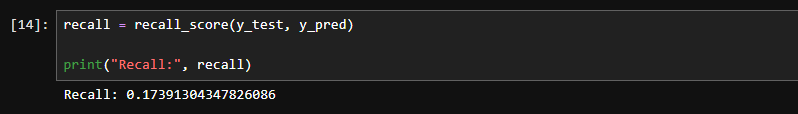 [14]: recall = recall_score(y_test, y_pred)
print("Recall:", recall)
Recall: 0.17391304347826086